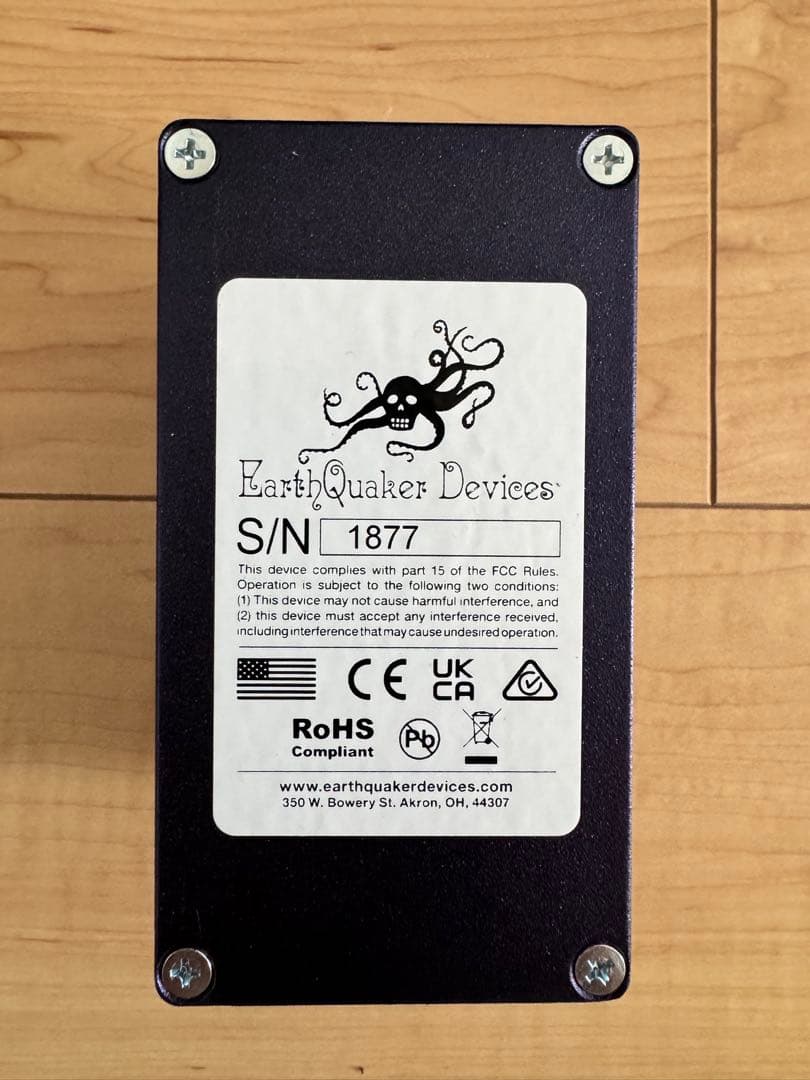 EarthQuaker Devices
S/N 1877
This device complies with part 15 of the FCC Rules.
Operation is subject to the following two conditions:
(1) This device may not cause harmful interference, and
(2) this device must accept any interference received,
including interference that may cause undesired operation.
CE UK
CA
RoHS
Compliant
Pb
www.earthquakerdevices.com
350 W. Bowery St. Akron, OH, 44307